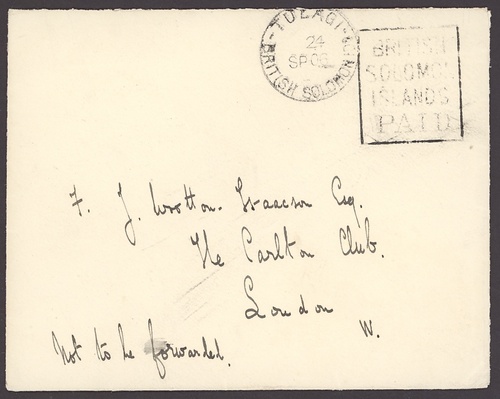 TULAGI
24
SP 08
BRITISH SOLOMON
BRITISH
SOLOMON
ISLANDS
PAID
F. J. Wootton-Isaacson Esq.
The Carlton Club.
London
W.
Not to be forwarded.